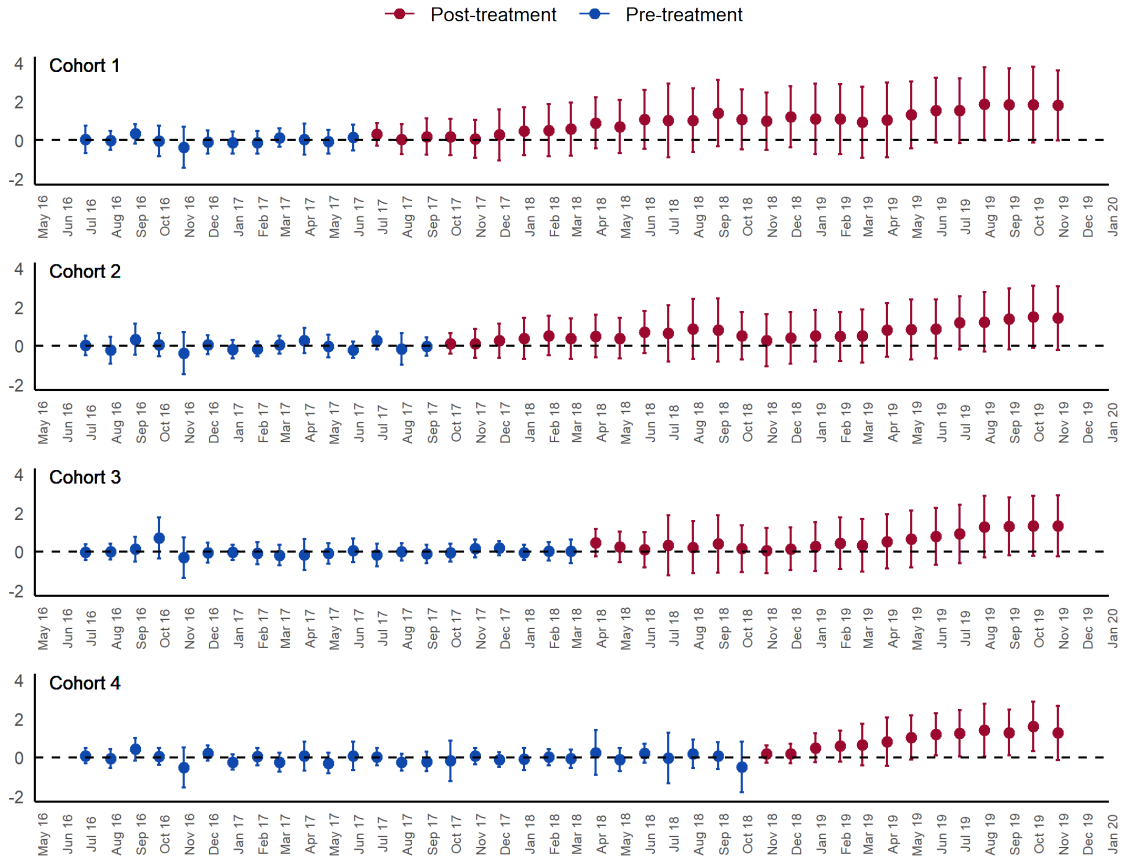 Post-treatment Pre-treatment
Cohort 1
4
2
0
-2
May 16 Jun 16 Jul 16 Aug 16 Sep 16 Oct 16 Nov 16 Dec 16 Jan 17 Feb 17 Mar 17 Apr 17 May 17 Jun 17 Jul 17 Aug 17 Sep 17 Oct 17 Nov 17 Dec 17 Jan 18 Feb 18 Mar 18 Apr 18 May 18 Jun 18 Jul 18 Aug 18 Sep 18 Oct 18 Nov 18 Dec 18 Jan 19 Feb 19 Mar 19 Apr 19 May 19 Jun 19 Jul 19 Aug 19 Sep 19 Oct 19 Nov 19 Jan 20
Cohort 2
4
2
0
-2
May 16 Jun 16 Jul 16 Aug 16 Sep 16 Oct 16 Nov 16 Dec 16 Jan 17 Feb 17 Mar 17 Apr 17 May 17 Jun 17 Jul 17 Aug 17 Sep 17 Oct 17 Nov 17 Dec 17 Jan 18 Feb 18 Mar 18 Apr 18 May 18 Jun 18 Jul 18 Aug 18 Sep 18 Oct 18 Nov 18 Dec 18 Jan 19 Feb 19 Mar 19 Apr 19 May 19 Jun 19 Jul 19 Aug 19 Sep 19 Oct 19 Nov 19 Jan 20
Cohort 3
4
2
0
-2
May 16 Jun 16 Jul 16 Aug 16 Sep 16 Oct 16 Nov 16 Dec 16 Jan 17 Feb 17 Mar 17 Apr 17 May 17 Jun 17 Jul 17 Aug 17 Sep 17 Oct 17 Nov 17 Dec 17 Jan 18 Feb 18 Mar 18 Apr 18 May 18 Jun 18 Jul 18 Aug 18 Sep 18 Oct 18 Nov 18 Dec 18 Jan 19 Feb 19 Mar 19 Apr 19 May 19 Jun 19 Jul 19 Aug 19 Sep 19 Oct 19 Nov 19 Jan 20
Cohort 4
4
2
0
-2
May 16 Jun 16 Jul 16 Aug 16 Sep 16 Oct 16 Nov 16 Dec 16 Jan 17 Feb 17 Mar 17 Apr 17 May 17 Jun 17 Jul 17 Aug 17 Sep 17 Oct 17 Nov 17 Dec 17 Jan 18 Feb 18 Mar 18 Apr 18 May 18 Jun 18 Jul 18 Aug 18 Sep 18 Oct 18 Nov 18 Dec 18 Jan 19 Feb 19 Mar 19 Apr 19 May 19 Jun 19 Jul 19 Aug 19 Sep 19 Oct 19 Nov 19 Jan 20